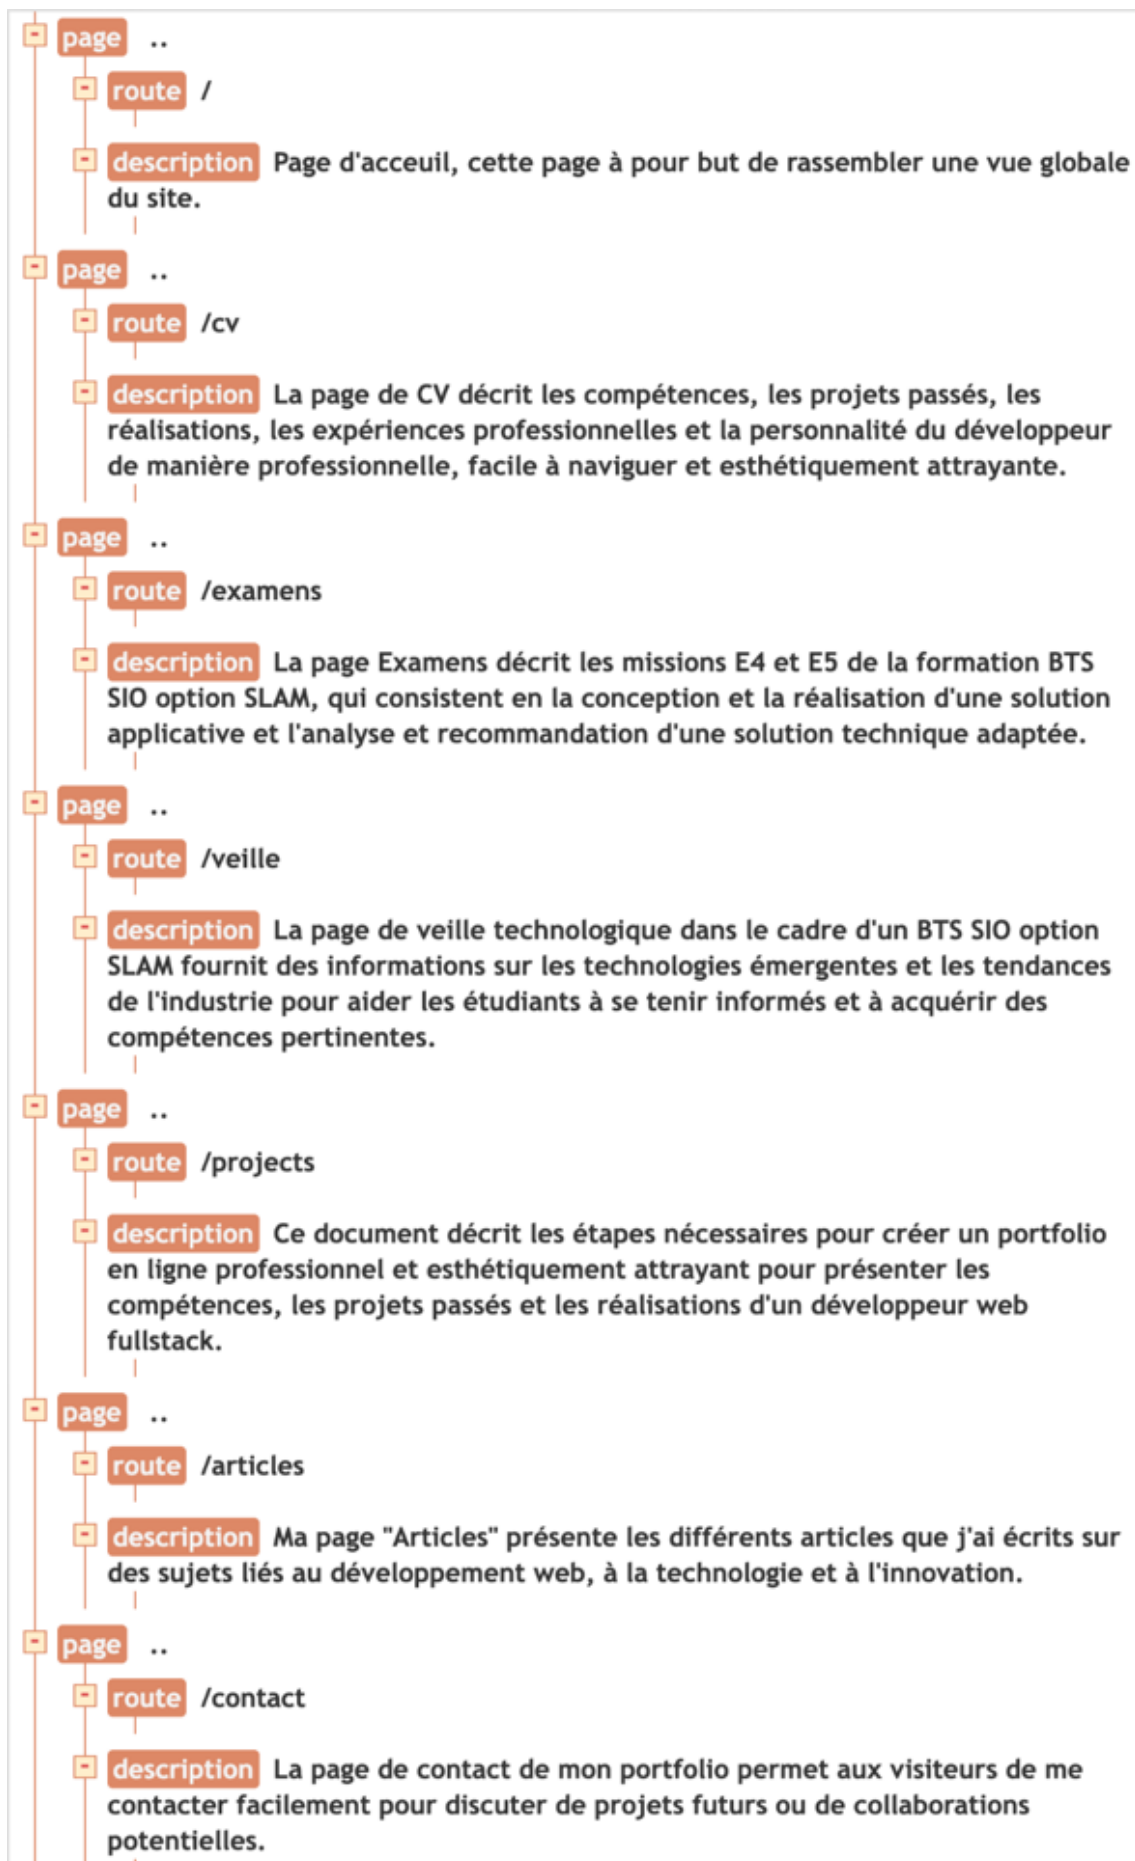 page ..
route /
description Page d'acceuil, cette page à pour but de rassembler une vue globale
du site.
page ..
route /cv
description La page de CV décrit les compétences, les projets passés, les
réalisations, les expériences professionnelles et la personnalité du développeur
de manière professionnelle, facile à naviguer et esthétiquement attrayante.
page ..
route /examens
description La page Examens décrit les missions E4 et E5 de la formation BTS
SIO option SLAM, qui consistent en la conception et la réalisation d'une solution
applicative et l'analyse et recommandation d'une solution technique adaptée.
page ..
route /veille
description La page de veille technologique dans le cadre d'un BTS SIO option
SLAM fournit des informations sur les technologies émergentes et les tendances
de l'industrie pour aider les étudiants à se tenir informés et à acquérir des
compétences pertinentes.
page ..
route /projects
description Ce document décrit les étapes nécessaires pour créer un portfolio
en ligne professionnel et esthétiquement attrayant pour présenter les
compétences, les projets passés et les réalisations d'un développeur web
fullstack.
page ..
route /articles
description Ma page "Articles" présente les différents articles que j'ai écrits sur
des sujets liés au développement web, à la technologie et à l'innovation.
page ..
route /contact
description La page de contact de mon portfolio permet aux visiteurs de me
contacter facilement pour discuter de projets futurs ou de collaborations
potentielles.